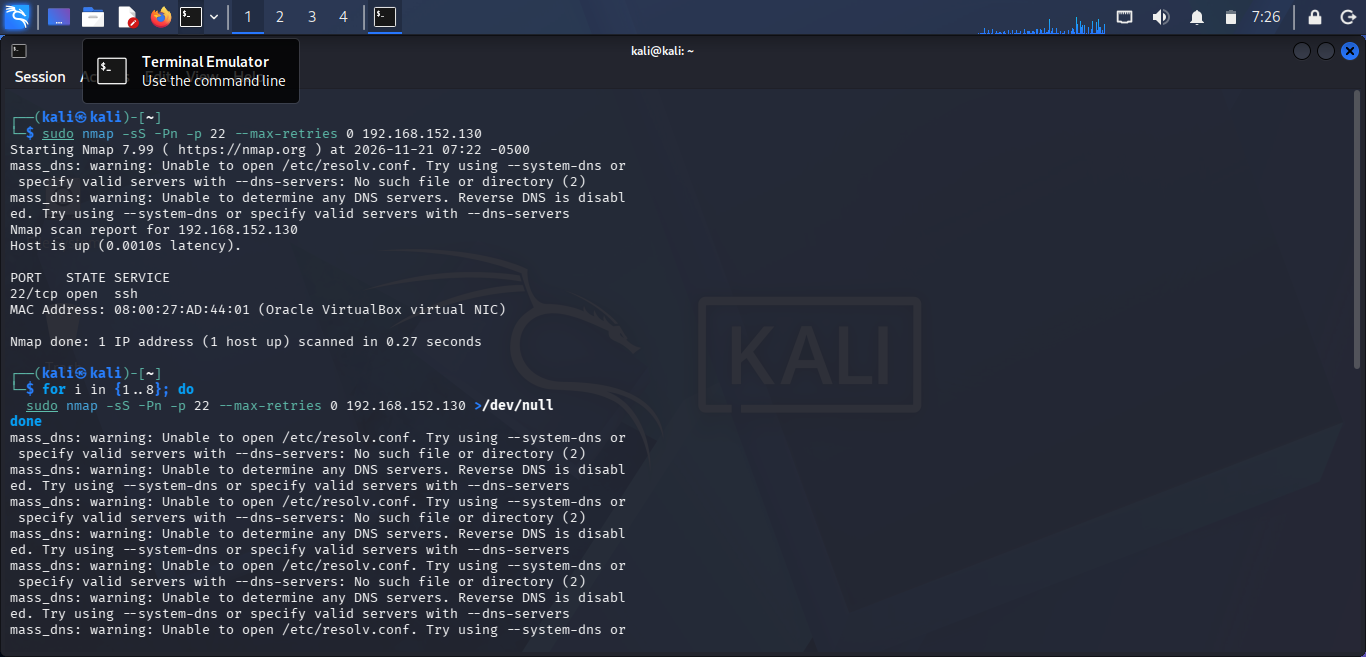 1 2 3 4 7:26
kali@kali: ~
Terminal Emulator
Session
Use the command line
┌──(kali㉿kali)-[~]
└─$ sudo nmap -sS -Pn -p 22 --max-retries 0 192.168.152.130
Starting Nmap 7.99 ( https://nmap.org ) at 2026-11-21 07:22 -0500
mass_dns: warning: Unable to open /etc/resolv.conf. Try using --system-dns or
 specify valid servers with --dns-servers: No such file or directory (2)
mass_dns: warning: Unable to determine any DNS servers. Reverse DNS is disabl
ed. Try using --system-dns or specify valid servers with --dns-servers
Nmap scan report for 192.168.152.130
Host is up (0.0010s latency).
PORT   STATE SERVICE
22/tcp open  ssh
MAC Address: 08:00:27:AD:44:01 (Oracle VirtualBox virtual NIC)
Nmap done: 1 IP address (1 host up) scanned in 0.27 seconds
┌──(kali㉿kali)-[~]
└─$ for i in {1..8}; do
  sudo nmap -sS -Pn -p 22 --max-retries 0 192.168.152.130 >/dev/null
done
mass_dns: warning: Unable to open /etc/resolv.conf. Try using --system-dns or
 specify valid servers with --dns-servers: No such file or directory (2)
mass_dns: warning: Unable to determine any DNS servers. Reverse DNS is disabl
ed. Try using --system-dns or specify valid servers with --dns-servers
mass_dns: warning: Unable to open /etc/resolv.conf. Try using --system-dns or
 specify valid servers with --dns-servers: No such file or directory (2)
mass_dns: warning: Unable to determine any DNS servers. Reverse DNS is disabl
ed. Try using --system-dns or specify valid servers with --dns-servers
mass_dns: warning: Unable to open /etc/resolv.conf. Try using --system-dns or
 specify valid servers with --dns-servers: No such file or directory (2)
mass_dns: warning: Unable to determine any DNS servers. Reverse DNS is disabl
ed. Try using --system-dns or specify valid servers with --dns-servers
mass_dns: warning: Unable to open /etc/resolv.conf. Try using --system-dns or
KALI